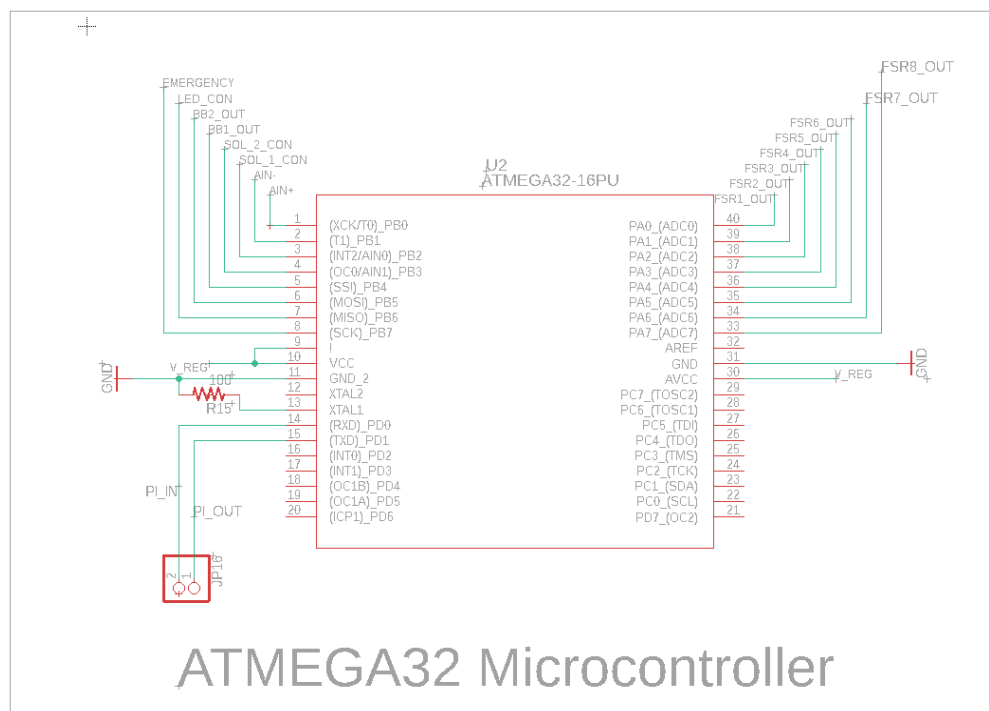 EMERGENCY
LED_CON
BB2_OUT
BB1_OUT
SOL_2_CON
SOL_1_CON
AIN-
AIN+
FSR8_OUT
FSR7_OUT
FSR6_OUT
FSR5_OUT
FSR4_OUT
FSR3_OUT
FSR2_OUT
FSR1_OUT
U2
ATMEGA32-16PU
1 (XCK/T0)_PB0 PA0_(ADC0) 40
2 (T1)_PB1 PA1_(ADC1) 39
3 (INT2/AIN0)_PB2 PA2_(ADC2) 38
4 (OC0/AIN1)_PB3 PA3_(ADC3) 37
5 (SSI)_PB4 PA4_(ADC4) 36
6 (MOSI)_PB5 PA5_(ADC5) 35
7 (MISO)_PB6 PA6_(ADC6) 34
8 (SCK)_PB7 PA7_(ADC7) 33
9 I AREF 32
10 VCC GND 31
11 GND_2 AVCC 30
12 XTAL2 PC7_(TOSC2) 29
13 XTAL1 PC6_(TOSC1) 28
14 (RXD)_PD0 PC5_(TDI) 27
15 (TXD)_PD1 PC4_(TDO) 26
16 (INT0)_PD2 PC3_(TMS) 25
17 (INT1)_PD3 PC2_(TCK) 24
18 (OC1B)_PD4 PC1_(SDA) 23
19 (OC1A)_PD5 PC0_(SCL) 22
20 (ICP1)_PD6 PD7_(OC2) 21
GND
V_REG
100
R15
GND
V_REG
PI_IN
PI_OUT
2 1
JP16
ATMEGA32 Microcontroller